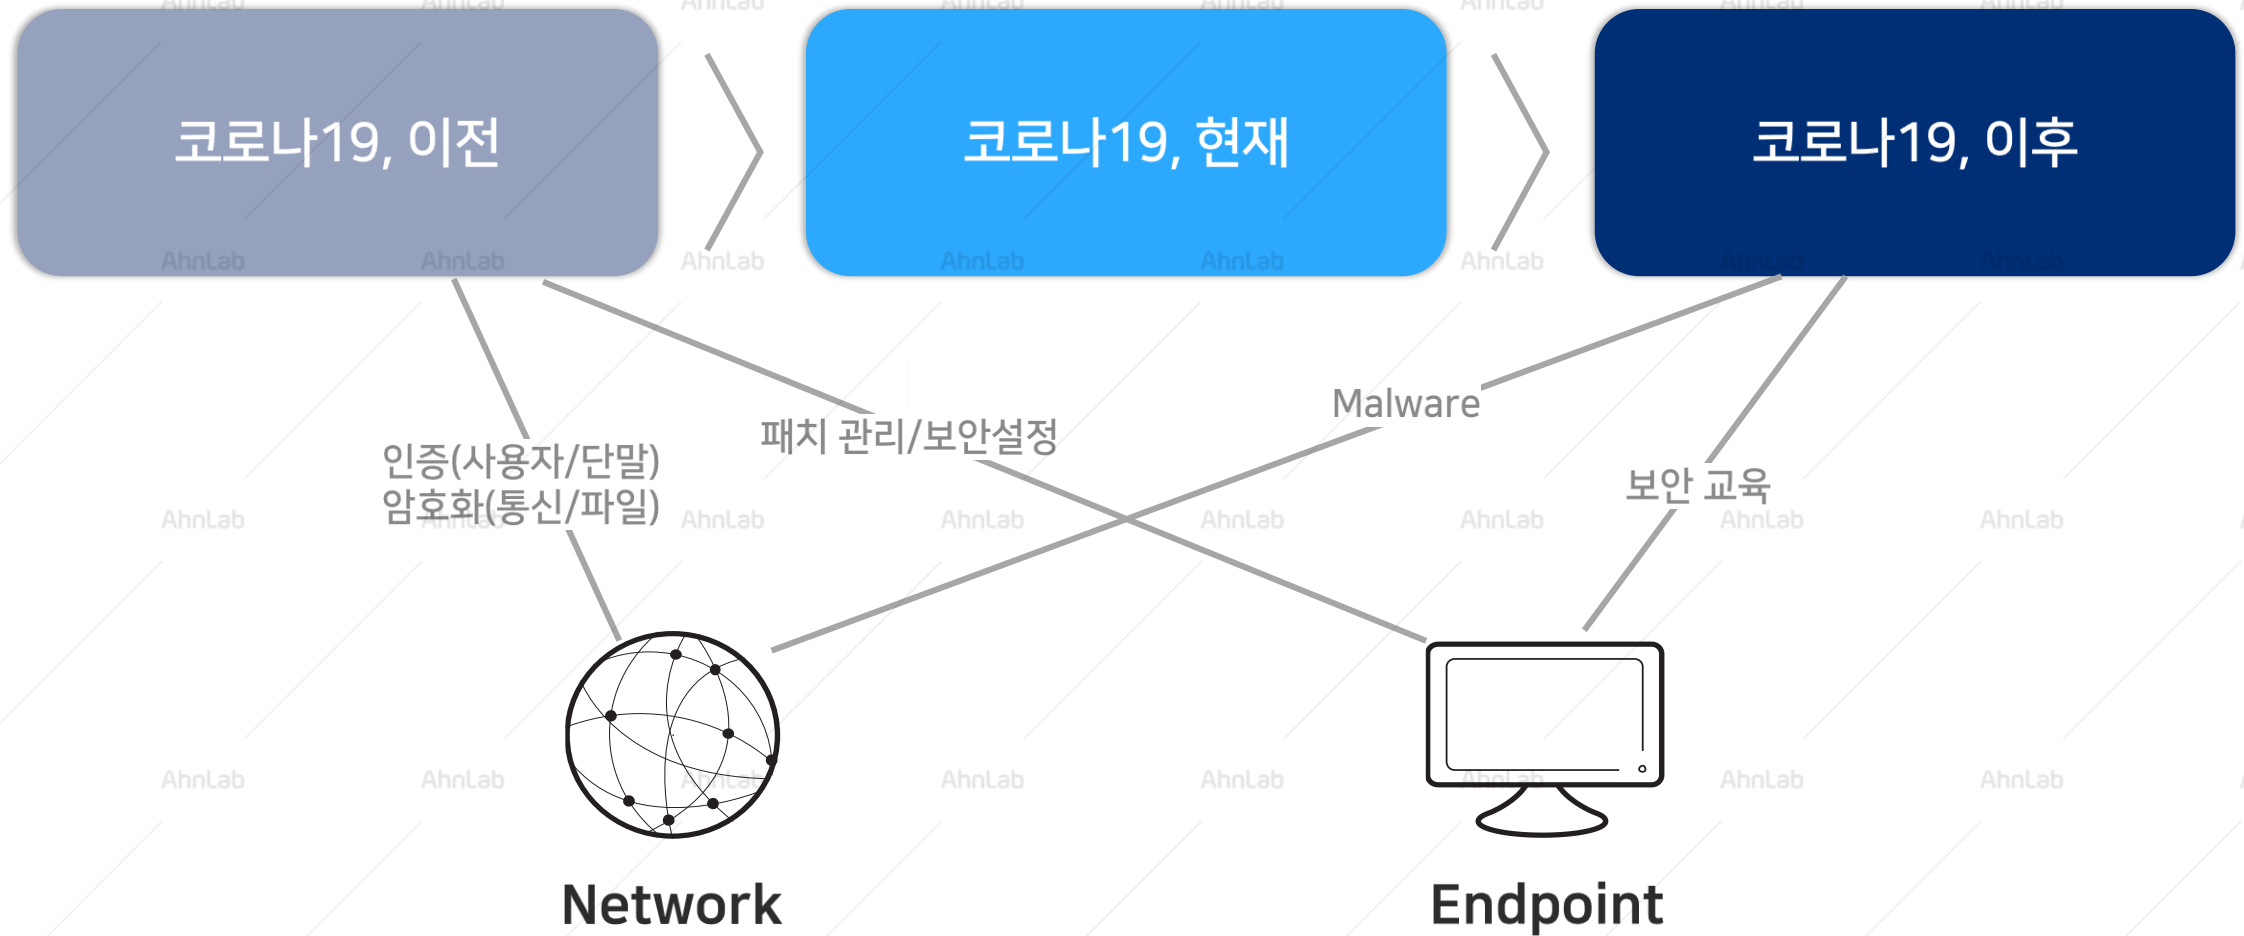 코로나19, 이전
코로나19, 현재
코로나19, 이후
Malware
패치 관리/보안설정
인증(사용자/단말)
암호화(통신/파일)
보안 교육
Network
Endpoint
AhnLab